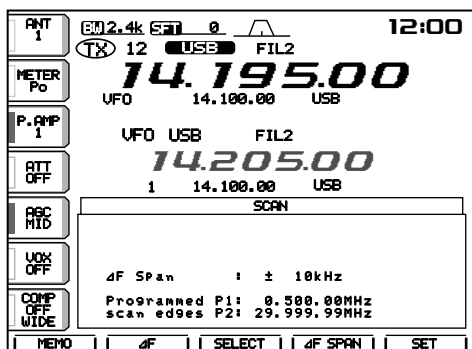 ANT
1
BW 2.4k SFT 0
12:00
TX 12 USB FIL2
METER
Po
14.195.00
VFO 14.100.00 USB
P.AMP
1
VFO USB FIL2
14.205.00
ATT
OFF
1 14.100.00 USB
AGC
MID
SCAN
VOX
OFF
⊿F Span : ± 10kHz
COMP
OFF
WIDE
Programmed P1: 0.500.00MHz
scan edges P2: 29.999.99MHz
MEMO ⊿F SELECT ⊿F SPAN SET